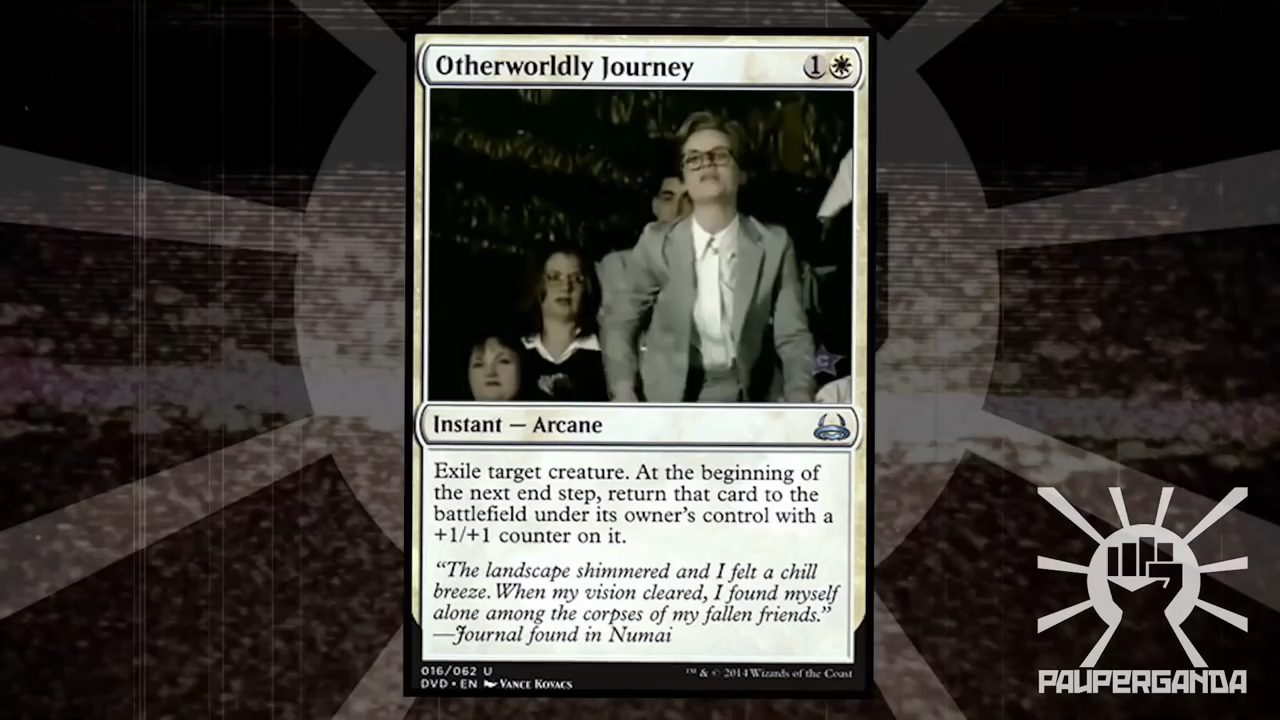 Otherworldly Journey 1
Instant — Arcane
Exile target creature. At the beginning of
the next end step, return that card to the
battlefield under its owner's control with a
+1/+1 counter on it.
"The landscape shimmered and I felt a chill
breeze. When my vision cleared, I found myself
alone among the corpses of my fallen friends."
—Journal found in Numai
016/062 U
DVD • EN Vance Kovacs
™ & © 2014 Wizards of the Coast
PAUPERGANDA